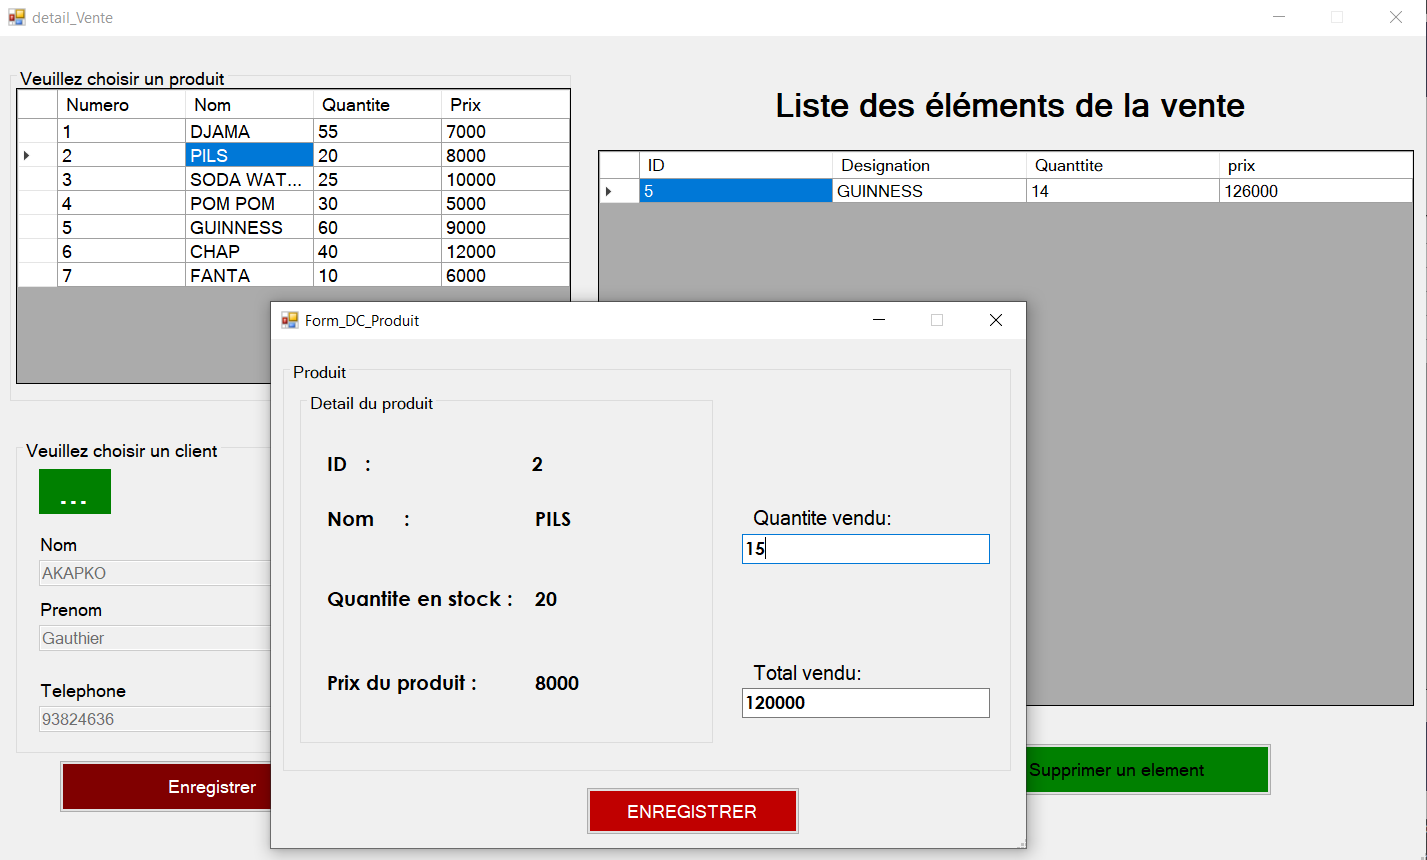 detail_Vente
Veuillez choisir un produit
Numero Nom Quantite Prix
1 DJAMA 55 7000
2 PILS 20 8000
3 SODA WAT... 25 10000
4 POM POM 30 5000
5 GUINNESS 60 9000
6 CHAP 40 12000
7 FANTA 10 6000
Liste des éléments de la vente
ID Designation Quanttite prix
5 GUINNESS 14 126000
Form_DC_Produit
Produit
Detail du produit
ID : 2
Nom : PILS
Quantite en stock : 20
Prix du produit : 8000
Quantite vendu:
15
Total vendu:
120000
ENREGISTRER
Veuillez choisir un client
...
Nom
AKAPKO
Prenom
Gauthier
Telephone
93824636
Enregistrer
Supprimer un element